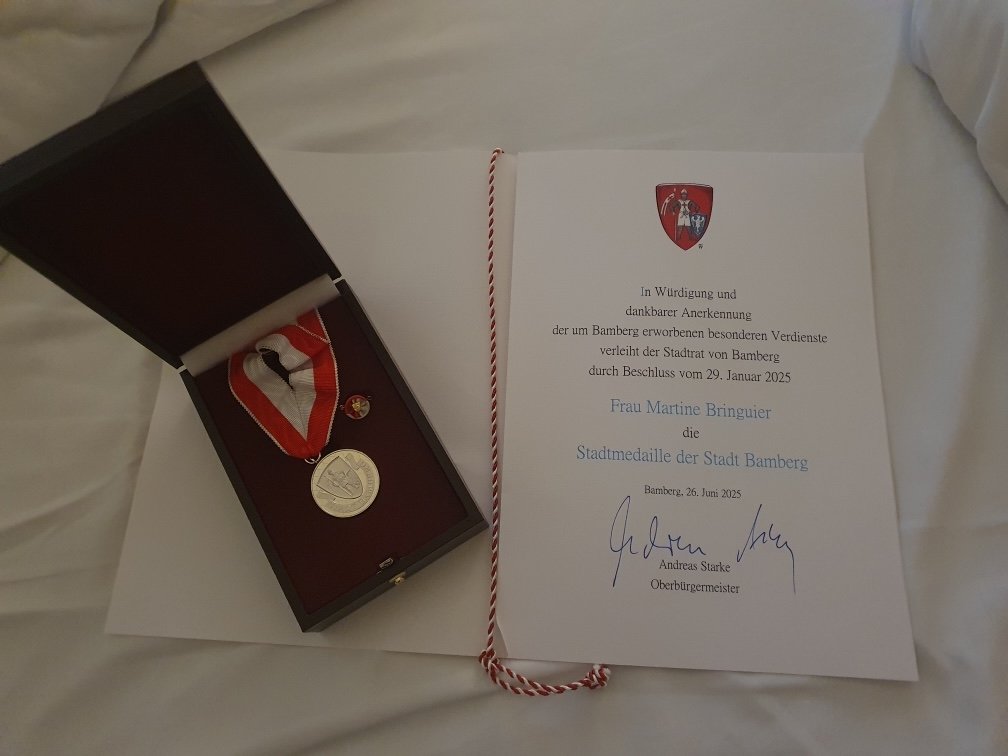 In Würdigung und
dankbarer Anerkennung
der um Bamberg erworbenen besonderen Verdienste
verleiht der Stadtrat von Bamberg
durch Beschluss vom 29. Januar 2025
Frau Martine Bringuier
die
Stadtmedaille der Stadt Bamberg
Bamberg, 26. Juni 2025
Andreas Starke
Oberbürgermeister